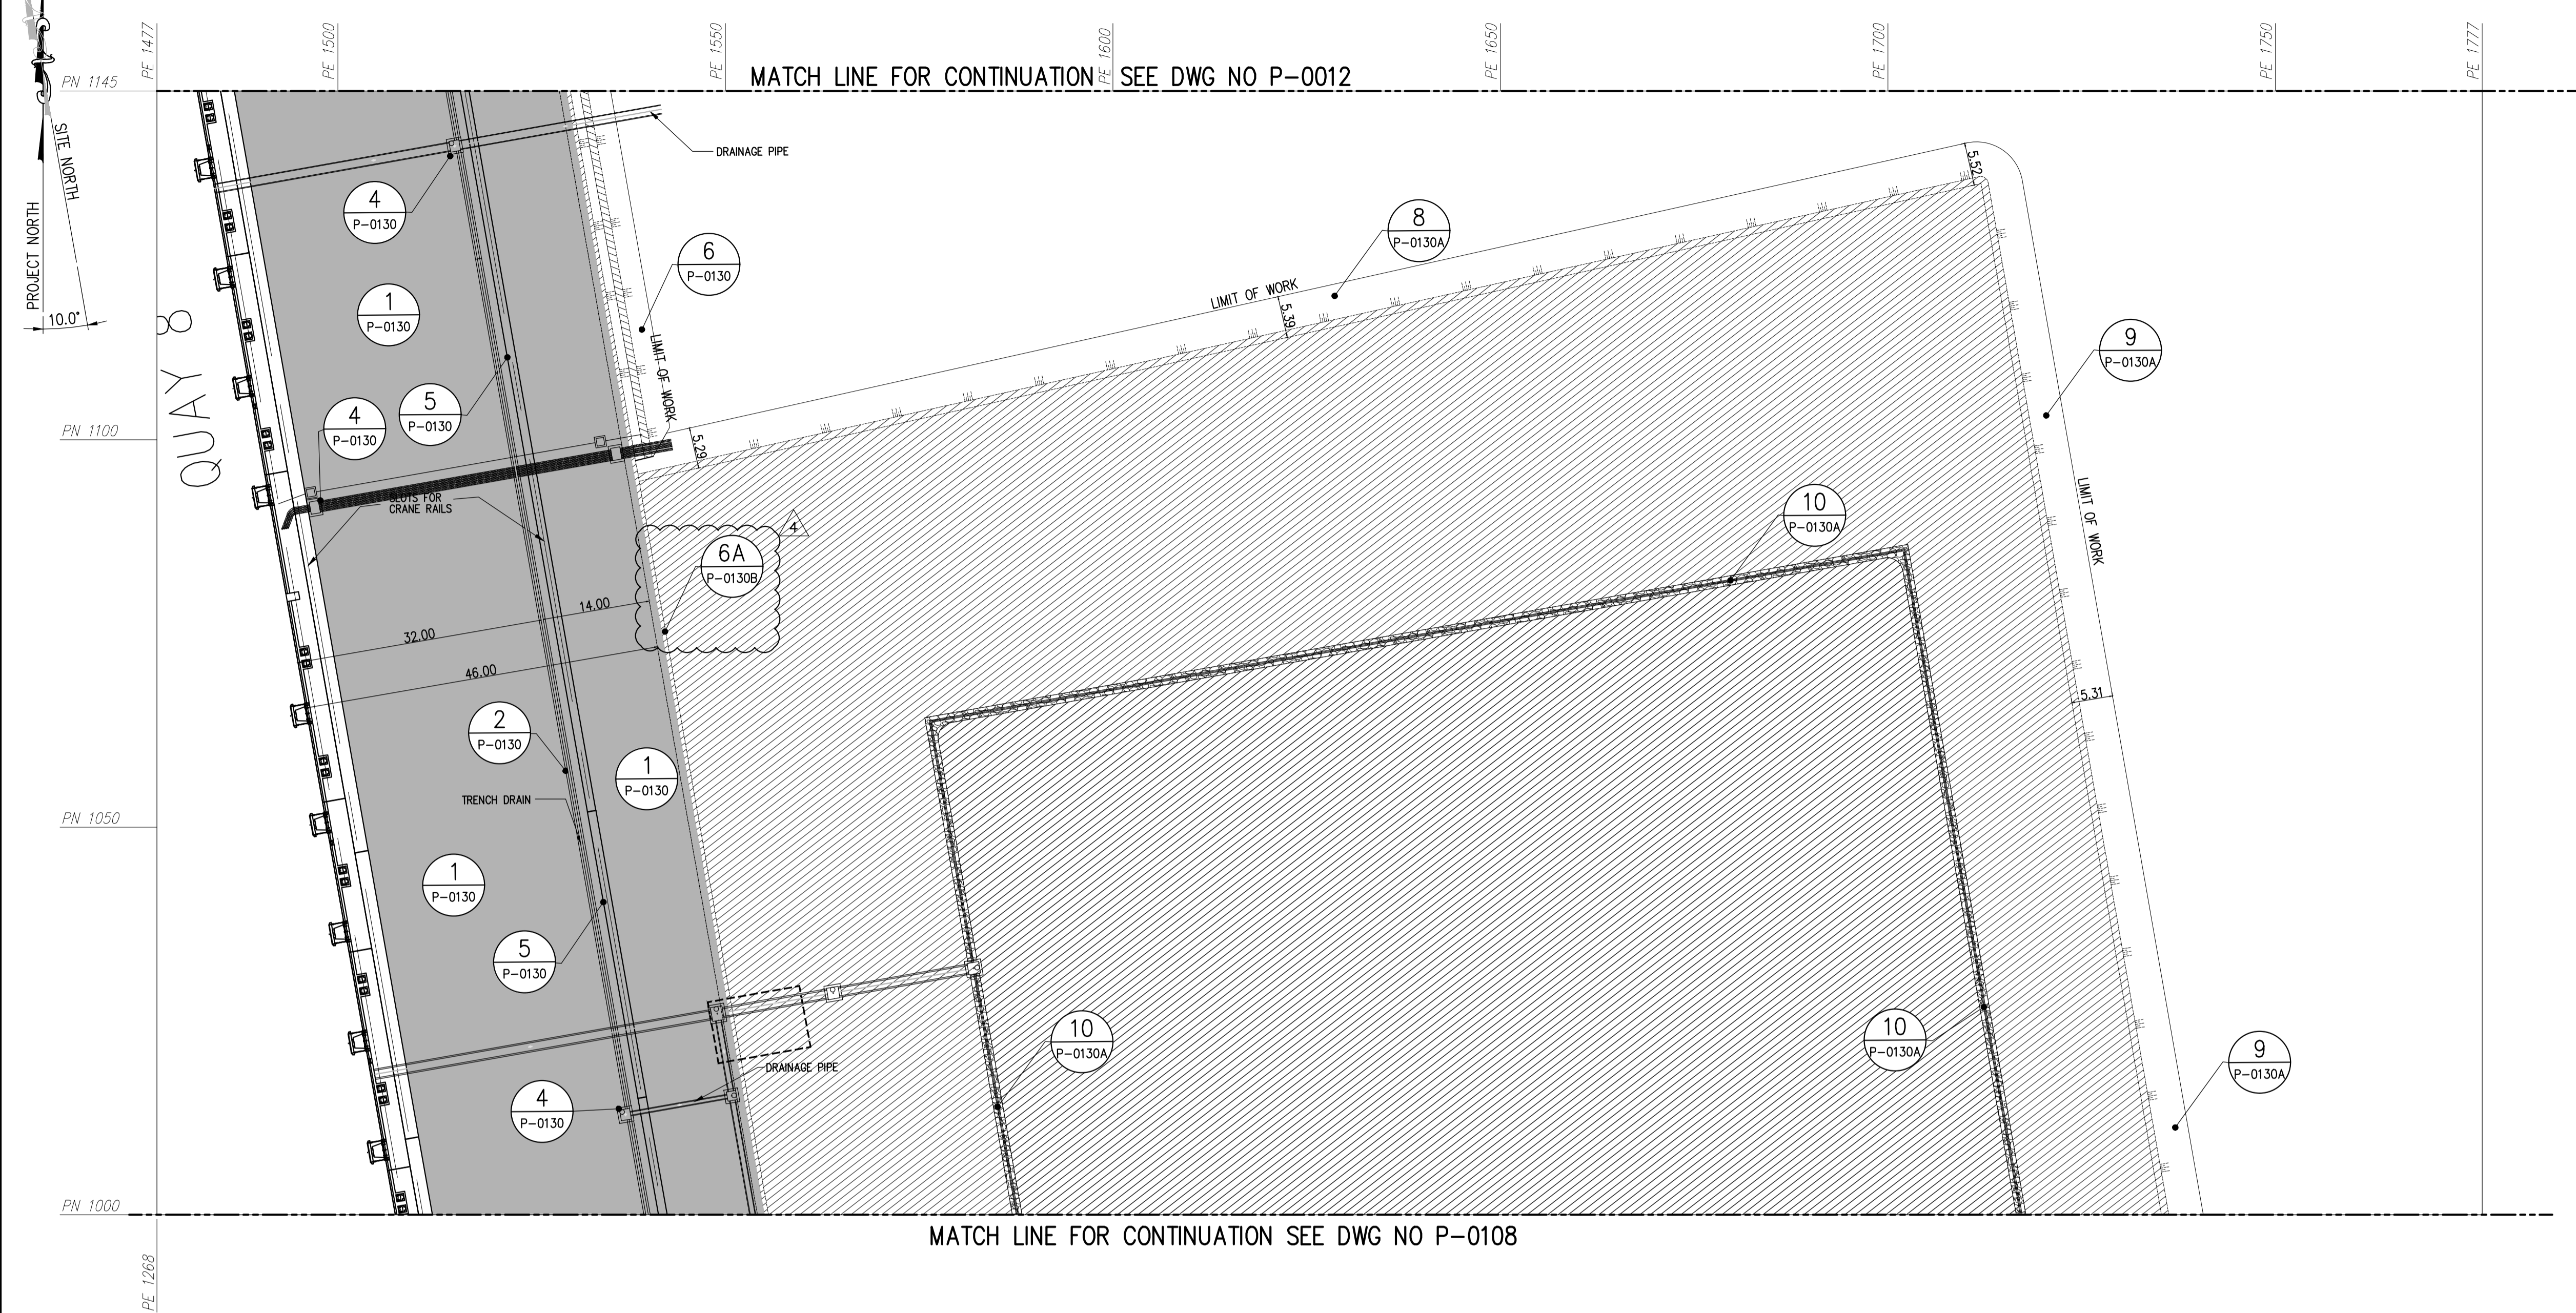 PE 1477
PE 1500
PE 1550
PE 1600
PE 1650
PE 1700
PE 1750
PE 1777
MATCH LINE FOR CONTINUATION SEE DWG NO P-0012
PN 1145
SITE NORTH
PROJECT NORTH
10.0°
QUAY 8
DRAINAGE PIPE
4
P-0130
6
P-0130
8
P-0130A
5.52
LIMIT OF WORK
5.39
1
P-0130
9
P-0130A
LIMIT OF WORK
5
P-0130
4
P-0130
PN 1100
5.29
SLOTS FOR
CRANE RAILS
10
P-0130A
LIMIT OF WORK
4
6A
P-0130B
14.00
32.00
46.00
5.31
2
P-0130
1
P-0130
TRENCH DRAIN
PN 1050
1
P-0130
5
P-0130
10
P-0130A
10
P-0130A
9
P-0130A
DRAINAGE PIPE
4
P-0130
PN 1000
MATCH LINE FOR CONTINUATION SEE DWG NO P-0108
PE 1268